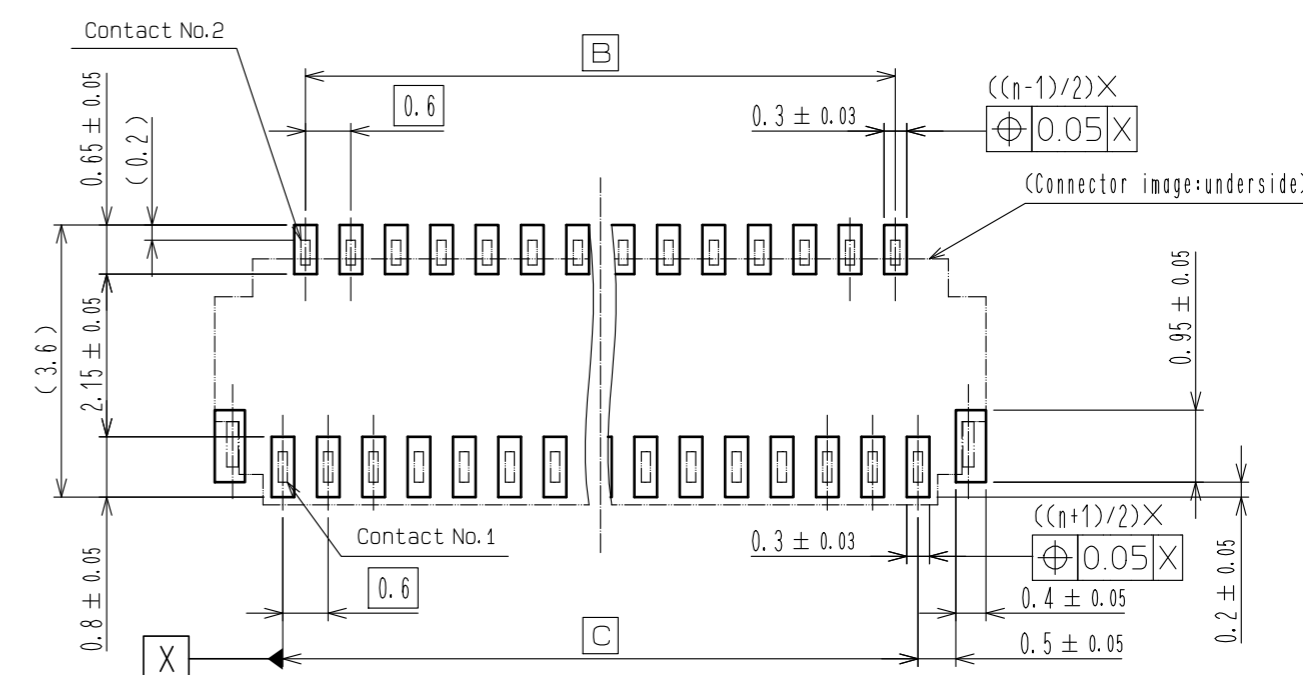 Contact No.2
B
0.6
0.3 ± 0.03
((n-1)/2)X
⌖ 0.05 X
(Connector image:underside)
0.65 ± 0.05
(0.2)
(3.6)
2.15 ± 0.05
0.8 ± 0.05
0.95 ± 0.05
Contact No.1
0.6
0.3 ± 0.03
((n+1)/2)X
⌖ 0.05 X
0.4 ± 0.05
0.2 ± 0.05
C
0.5 ± 0.05
X